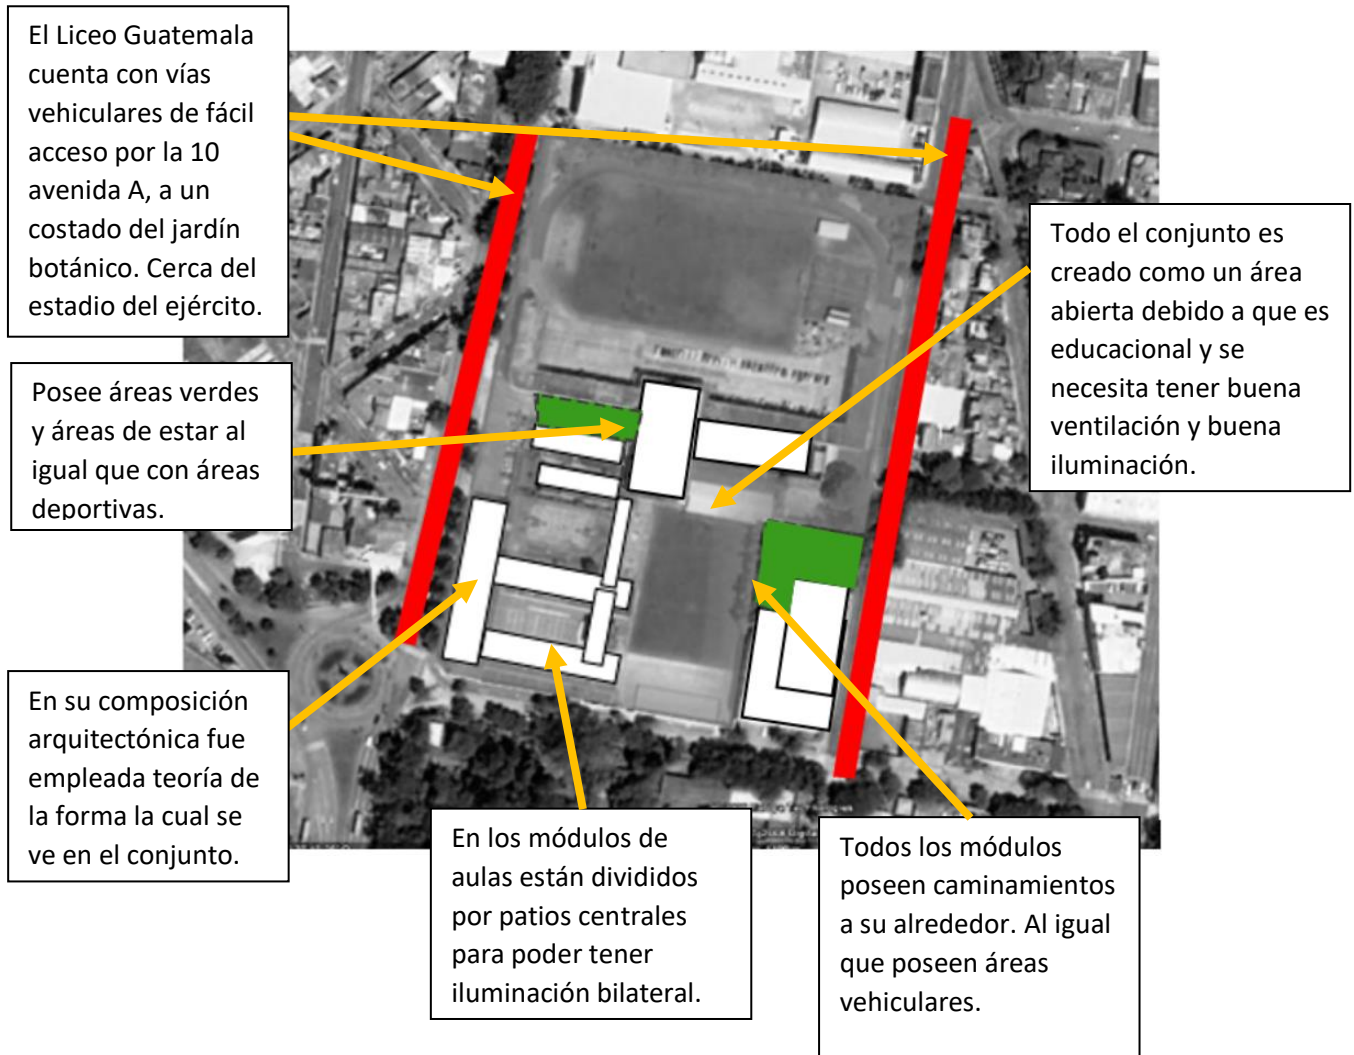 El Liceo Guatemala
cuenta con vías
vehiculares de fácil
acceso por la 10
avenida A, a un
costado del jardín
botánico. Cerca del
estadio del ejército.
Todo el conjunto es
creado como un área
abierta debido a que es
educacional y se
necesita tener buena
ventilación y buena
iluminación.
Posee áreas verdes
y áreas de estar al
igual que con áreas
deportivas.
En su composición
arquitectónica fue
empleada teoría de
la forma la cual se
ve en el conjunto.
En los módulos de
aulas están divididos
por patios centrales
para poder tener
iluminación bilateral.
Todos los módulos
poseen caminamientos
a su alrededor. Al igual
que poseen áreas
vehiculares.